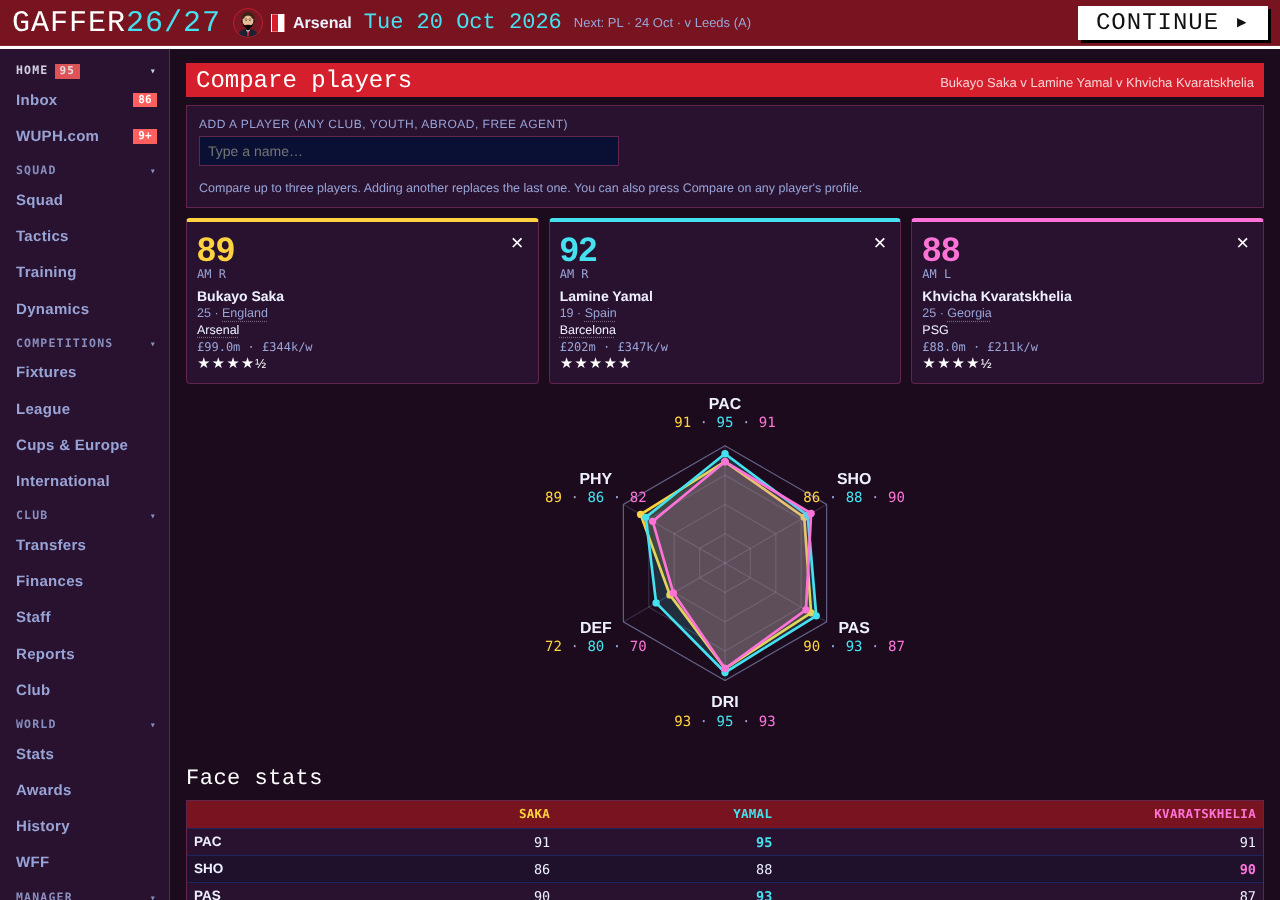 GAFFER26/27 Arsenal Tue 20 Oct 2026 Next: PL · 24 Oct · v Leeds (A) CONTINUE ▶
HOME 95 ▾
Inbox 86
WUPH.com 9+
SQUAD ▾
Squad
Tactics
Training
Dynamics
COMPETITIONS ▾
Fixtures
League
Cups & Europe
International
CLUB ▾
Transfers
Finances
Staff
Reports
Club
WORLD ▾
Stats
Awards
History
WFF
MANAGER ▾
Compare players Bukayo Saka v Lamine Yamal v Khvicha Kvaratskhelia
ADD A PLAYER (ANY CLUB, YOUTH, ABROAD, FREE AGENT)
Type a name…
Compare up to three players. Adding another replaces the last one. You can also press Compare on any player's profile.
89 ✕
AM R
Bukayo Saka
25 · England
Arsenal
£99.0m · £344k/w
★★★★½
92 ✕
AM R
Lamine Yamal
19 · Spain
Barcelona
£202m · £347k/w
★★★★★
88 ✕
AM L
Khvicha Kvaratskhelia
25 · Georgia
PSG
£88.0m · £211k/w
★★★★½
PAC
91 · 95 · 91
PHY
89 · 86 · 82
SHO
86 · 88 · 90
DEF
72 · 80 · 70
PAS
90 · 93 · 87
DRI
93 · 95 · 93
Face stats
SAKA YAMAL KVARATSKHELIA
PAC 91 95 91
SHO 86 88 90
PAS 90 93 87